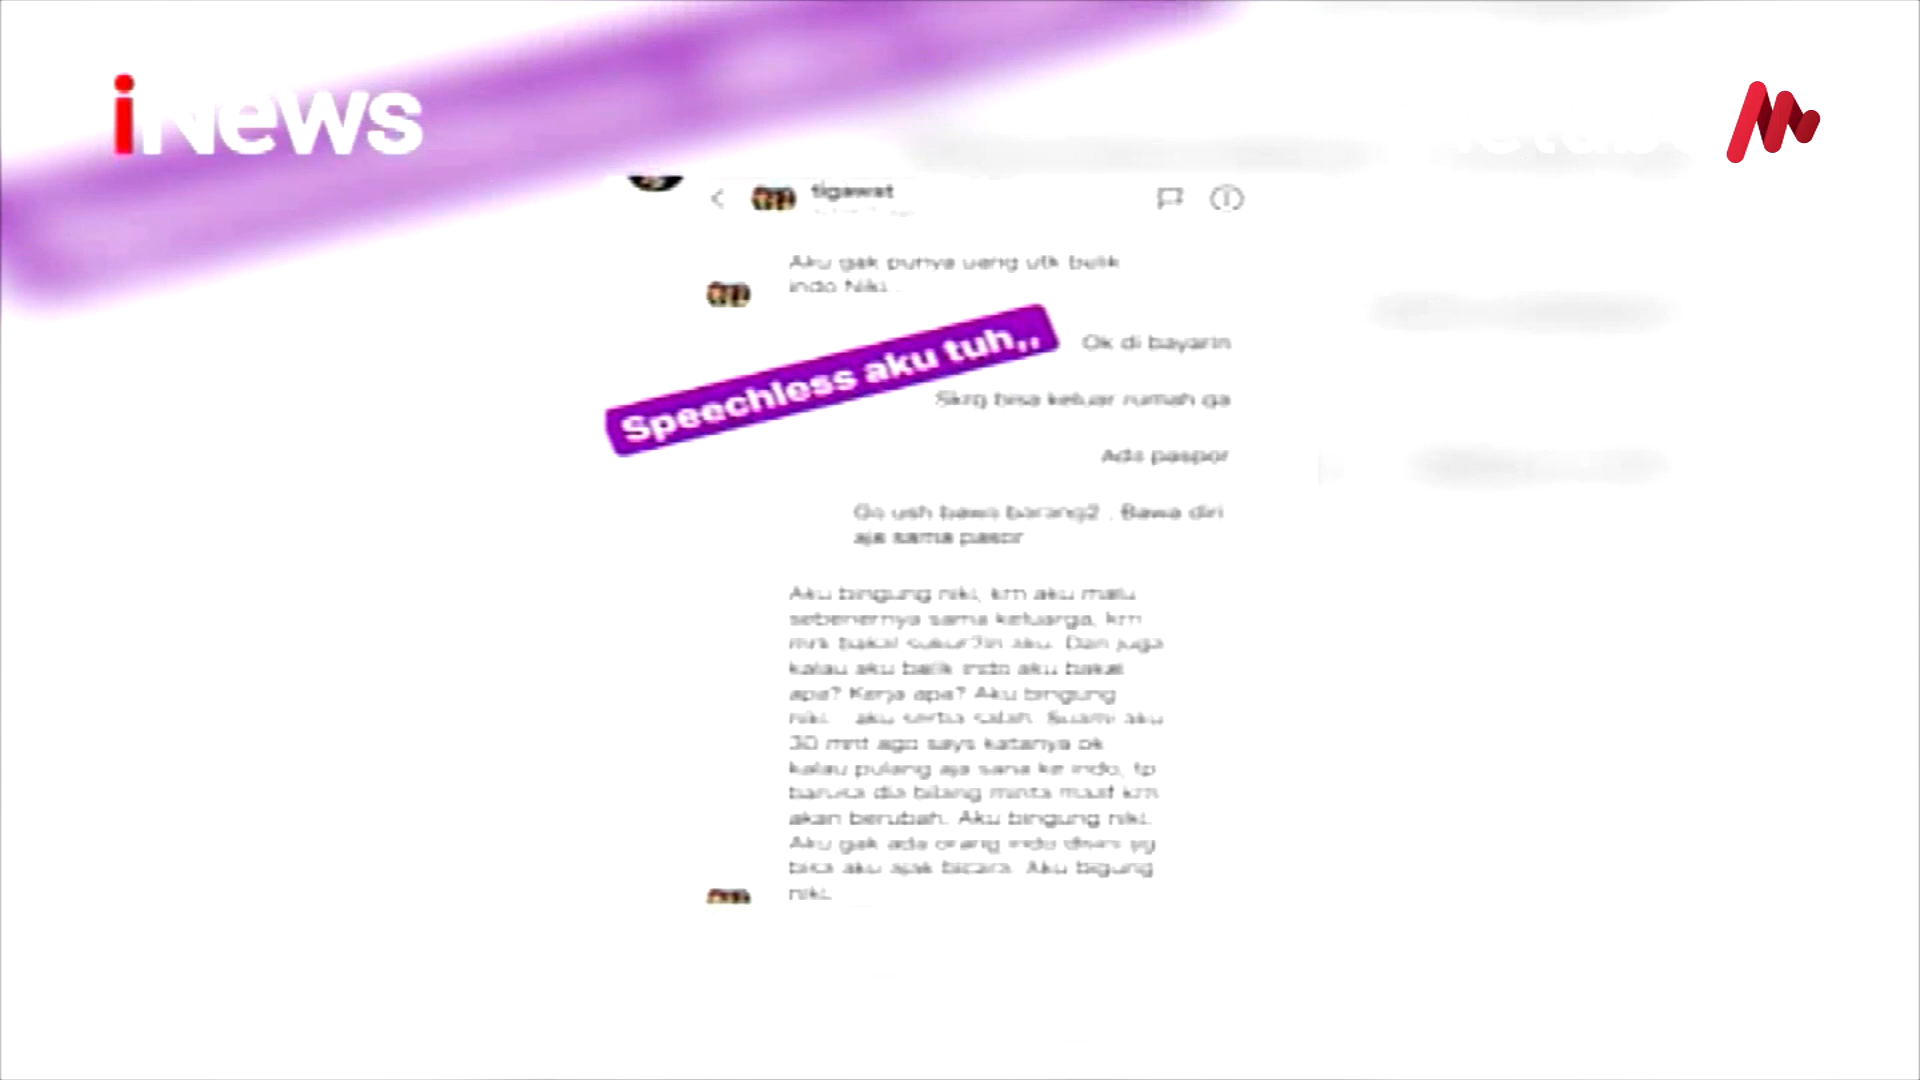 iNews
tigawat
Aku gak punya uang utk balik
indo Niki ..
Speechless aku tuh,,
Ok di bayarin
Skrg bisa keluar rumah ga
Ada paspor
Ga ush bawa barang2 . Bawa diri
aja sama paspr
Aku bingung niki, krn aku malu
sebenernya sama keluarga, krn
mrk bakal sukur2in aku. Dan juga
kalau aku balik indo aku bakal
apa? Kerja apa? Aku bingung
niki... aku serba salah. Suami aku
30 mnt ago says katanya ok
kalau pulang aja sana ke indo, tp
barusa dia bilang minta maaf krn
akan berubah. Aku bingung niki.
Aku gak ada orang indo disini yg
bisa aku ajak bicara. Aku bigung
niki.